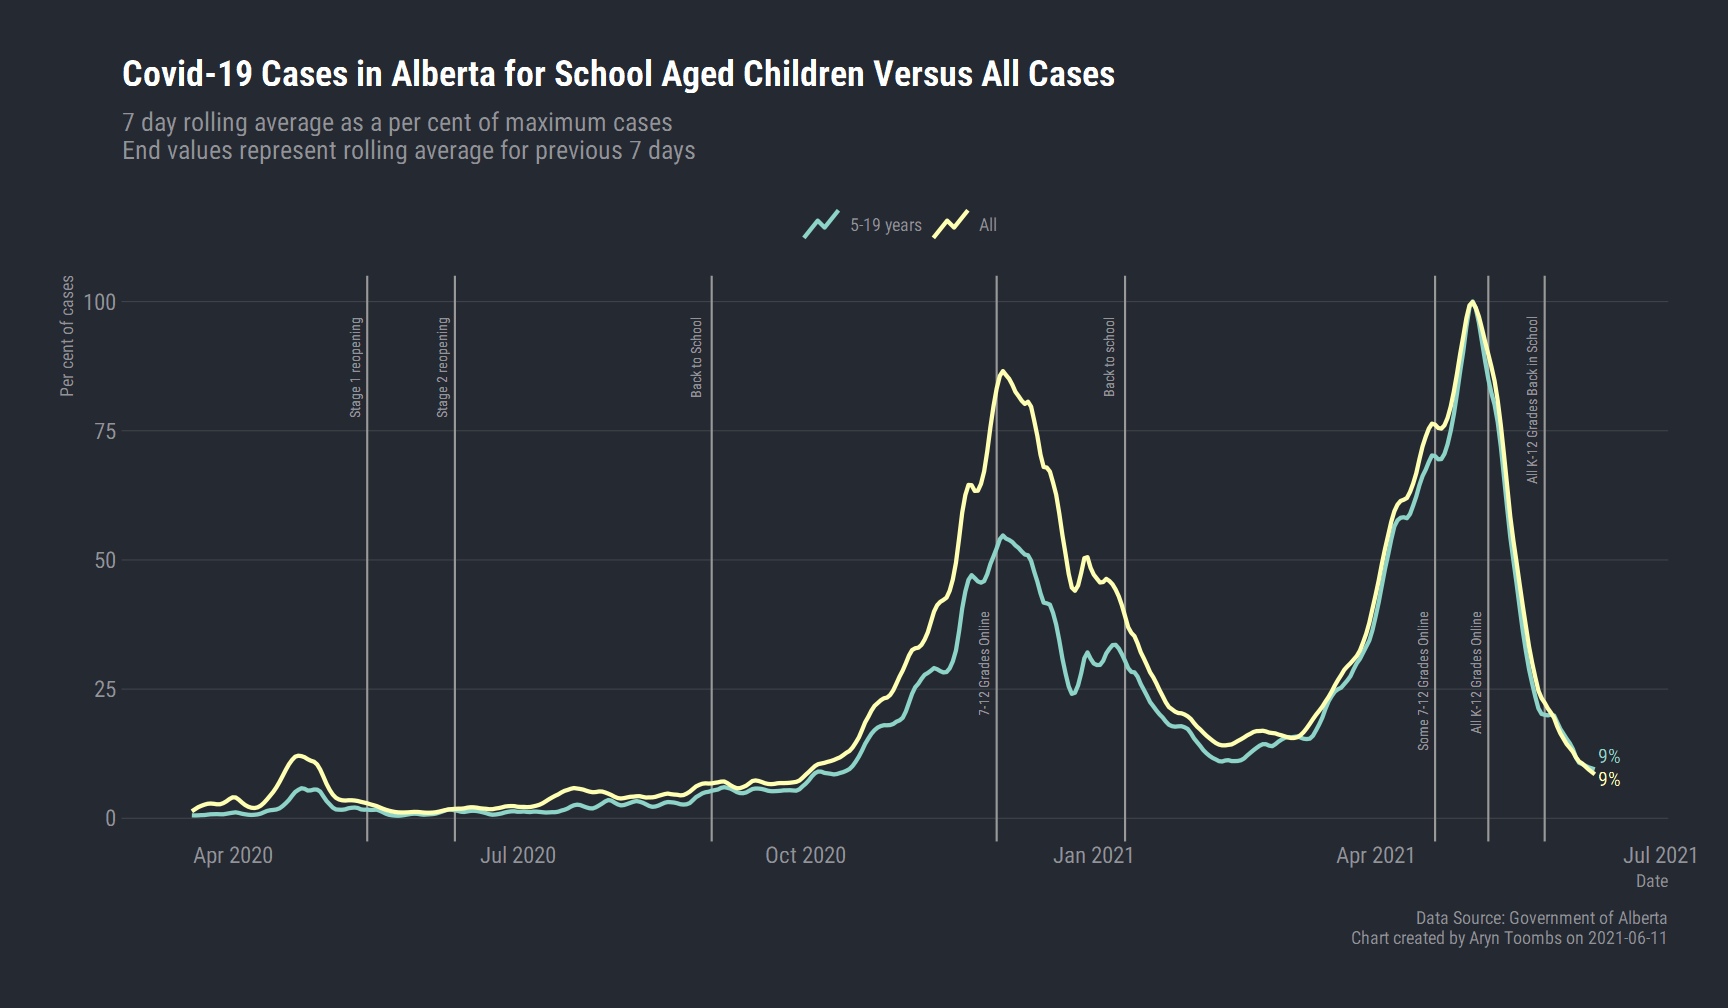 Covid-19 Cases in Alberta for School Aged Children Versus All Cases
7 day rolling average as a per cent of maximum cases
End values represent rolling average for previous 7 days
5-19 years
All
Per cent of cases
100
75
50
25
0
Stage 1 reopening
Stage 2 reopening
Back to School
7-12 Grades Online
Back to school
Some 7-12 Grades Online
All K-12 Grades Online
All K-12 Grades Back in School
9%
9%
Apr 2020
Jul 2020
Oct 2020
Jan 2021
Apr 2021
Jul 2021
Date
Data Source: Government of Alberta
Chart created by Aryn Toombs on 2021-06-11